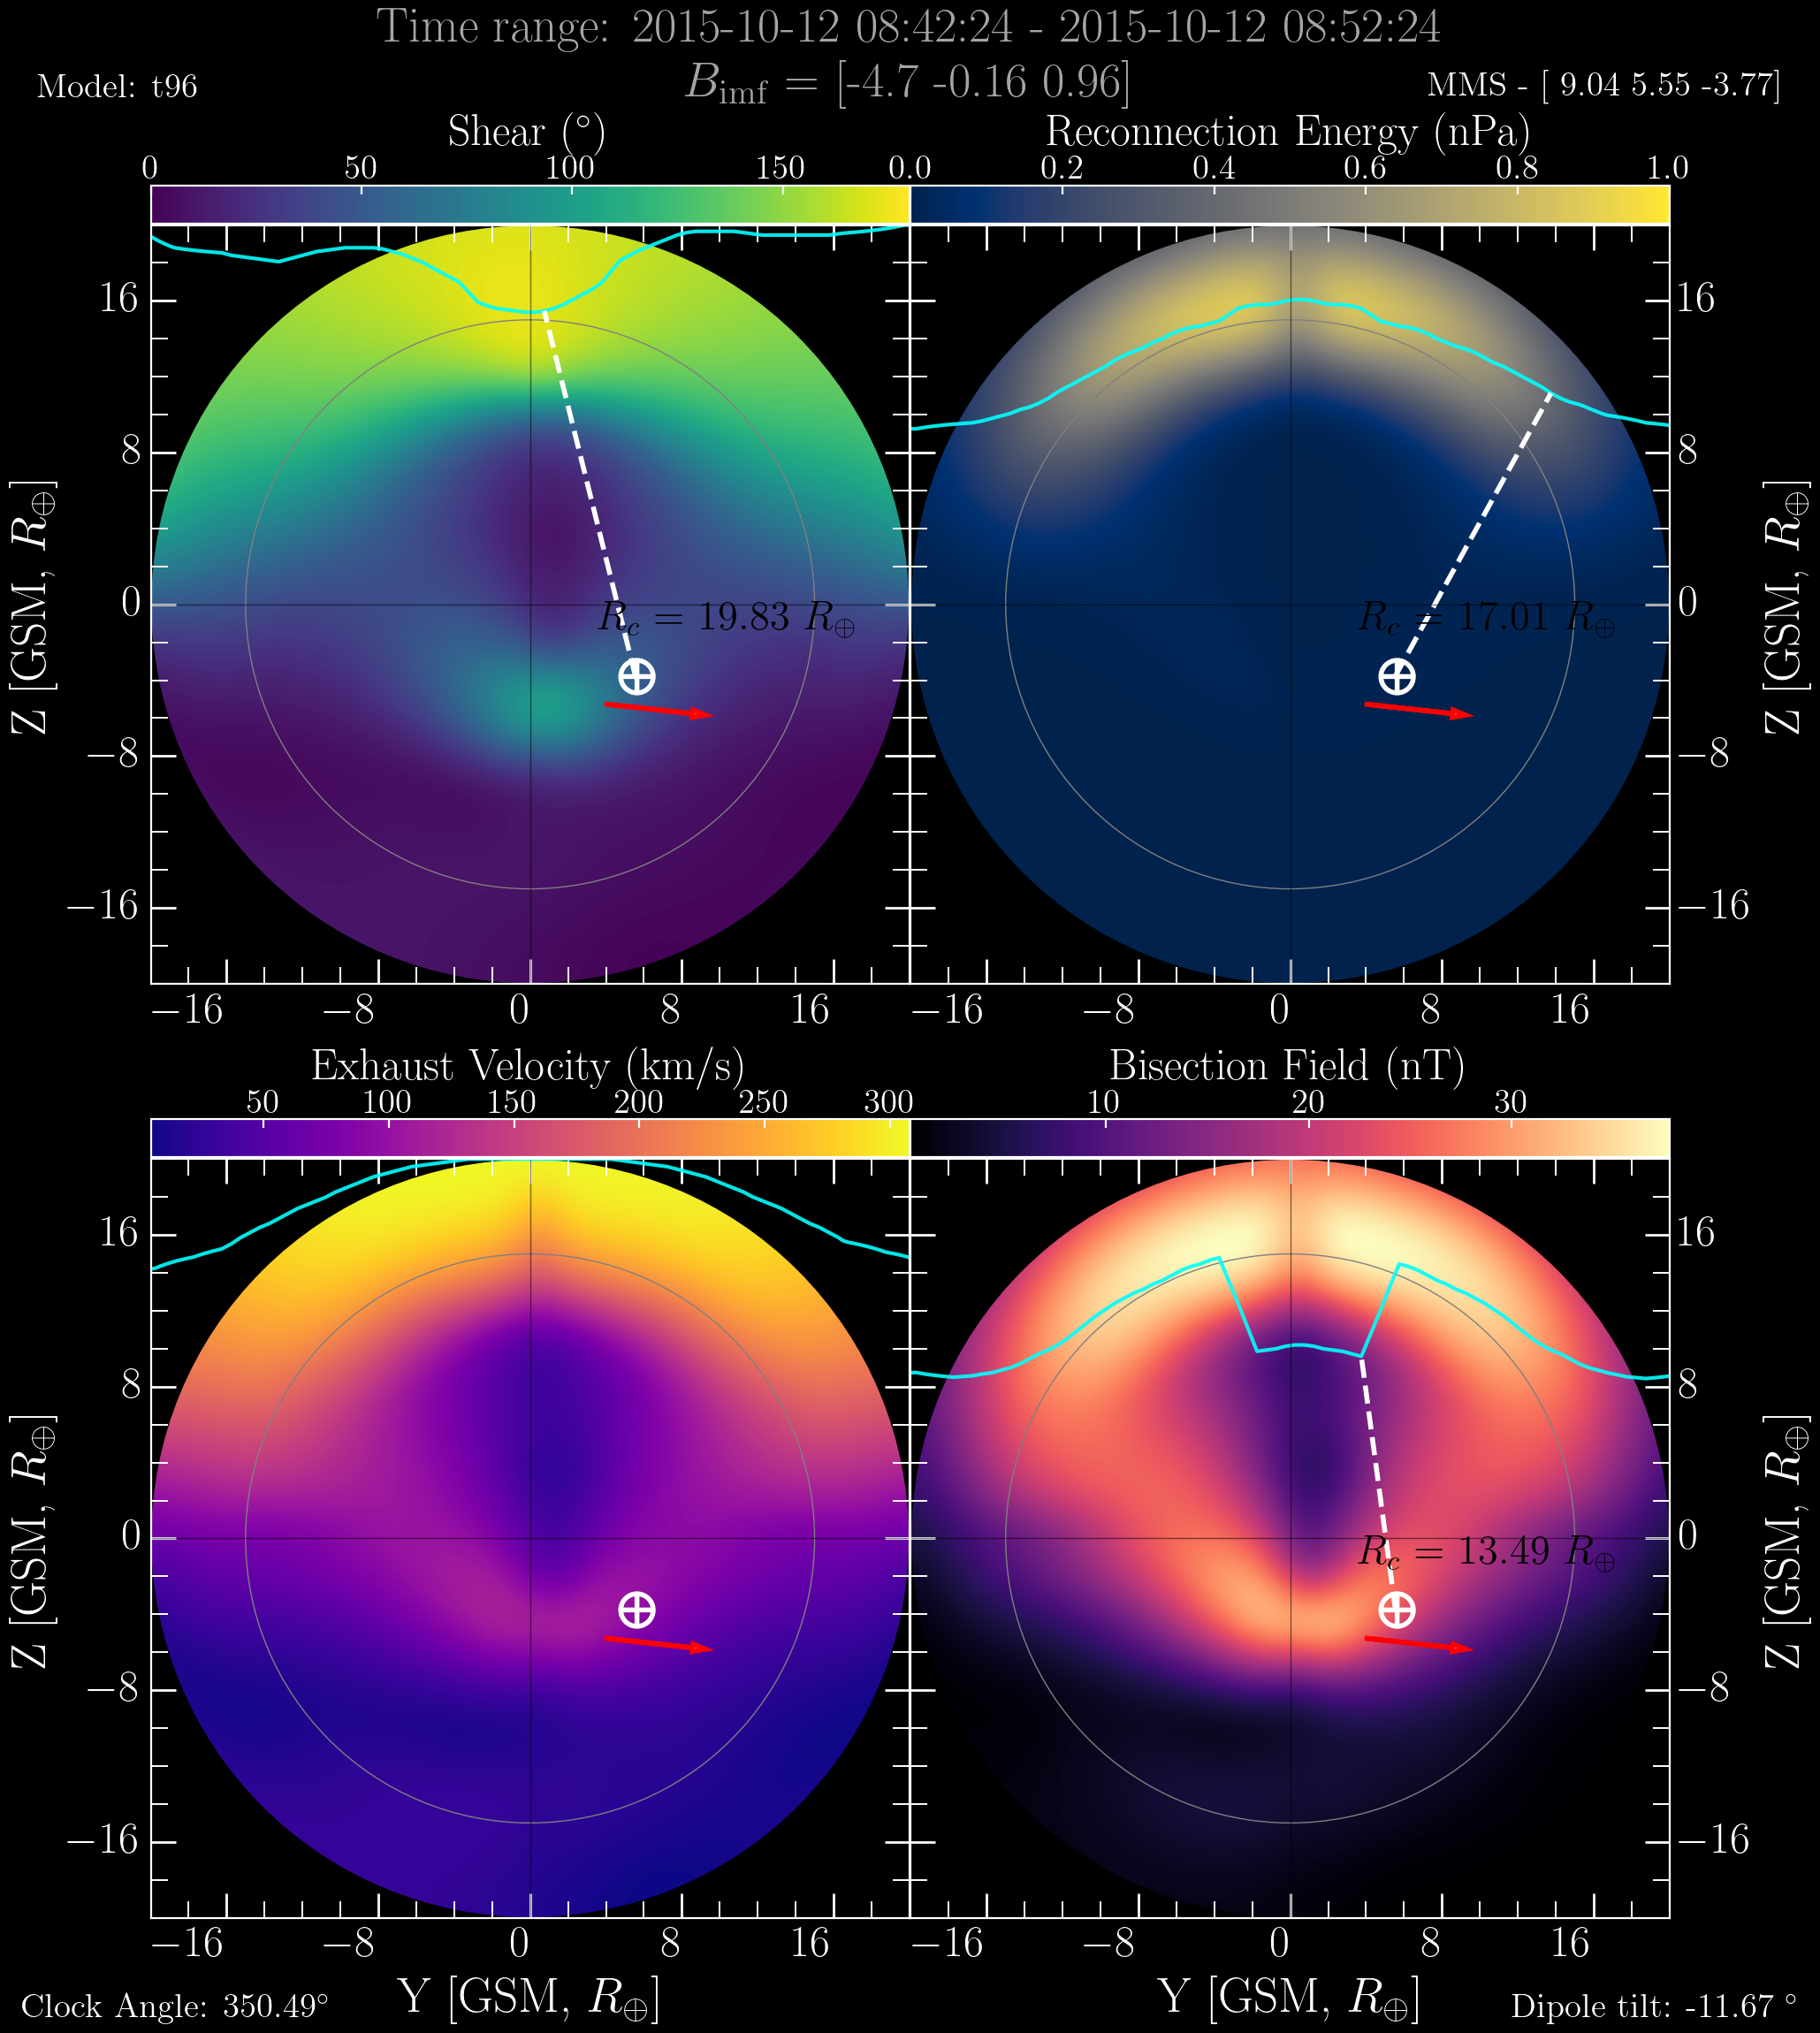 Time range: 2015-10-12 08:42:24 - 2015-10-12 08:52:24
Model: t96
B_imf = [-4.7 -0.16 0.96]
MMS - [ 9.04 5.55 -3.77]
Shear (°)
Reconnection Energy (nPa)
0 50 100 150
0.0 0.2 0.4 0.6 0.8 1.0
16
8
0
−8
−16
Z [GSM, R⊕]
R_c = 19.83 R⊕
−16 −8 0 8 16
R_c = 17.01 R⊕
16
8
0
−8
−16
Z [GSM, R⊕]
−16 −8 0 8 16
Exhaust Velocity (km/s)
Bisection Field (nT)
50 100 150 200 250 300
10 20 30
16
8
0
−8
−16
Z [GSM, R⊕]
−16 −8 0 8 16
R_c = 13.49 R⊕
16
8
0
−8
−16
Z [GSM, R⊕]
−16 −8 0 8 16
Y [GSM, R⊕]
Y [GSM, R⊕]
Clock Angle: 350.49°
Dipole tilt: -11.67 °